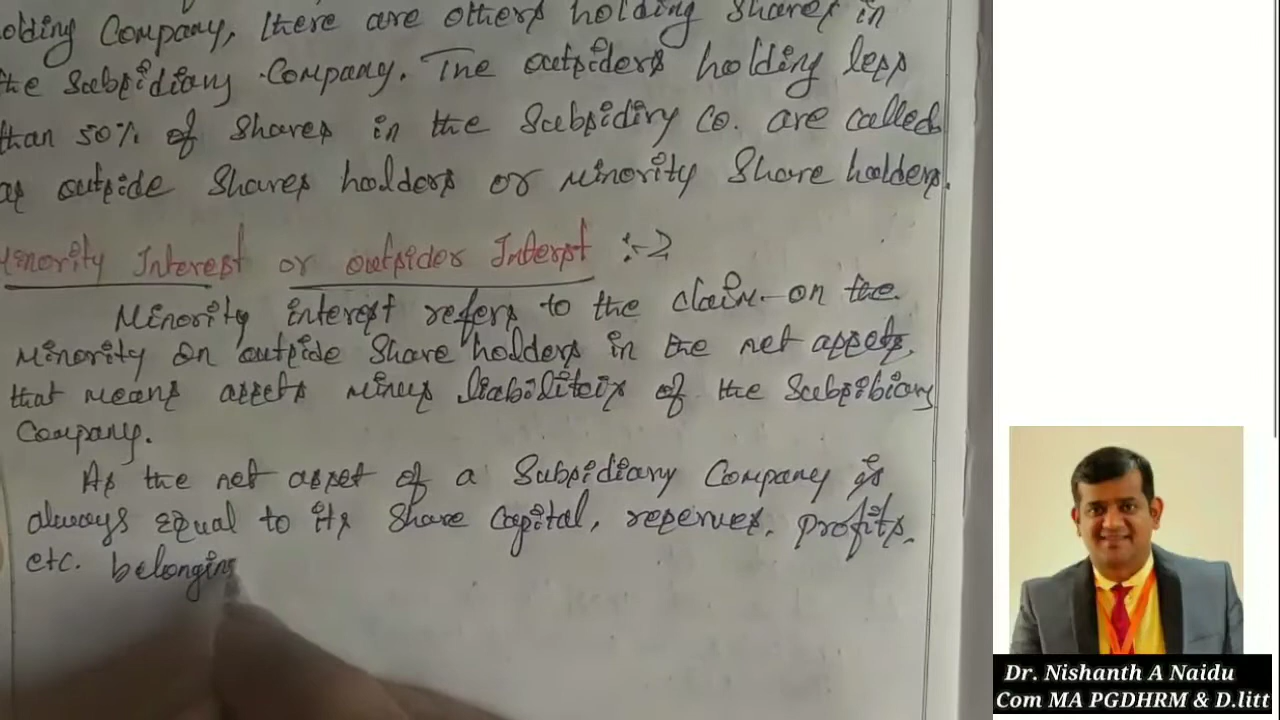 olding Company, there are others holding shares in
the Subsidiary Company. The outsiders holding less
than 50% of shares in the Subsidiry Co. are called
as outside Shares holders or Minority Share holders.
Minority Interest or outsider Interst :-
Minority interest refers to the claim on the
Minority on outside Share holders in the net assets,
that means assets minus liabiliteis of the Subsibiary
Company.
As the net asset of a Subsidiary Company is
always equal to its Share Capital, reserves, profits,
etc. belonging
Dr. Nishanth A Naidu
Com MA PGDHRM & D.litt